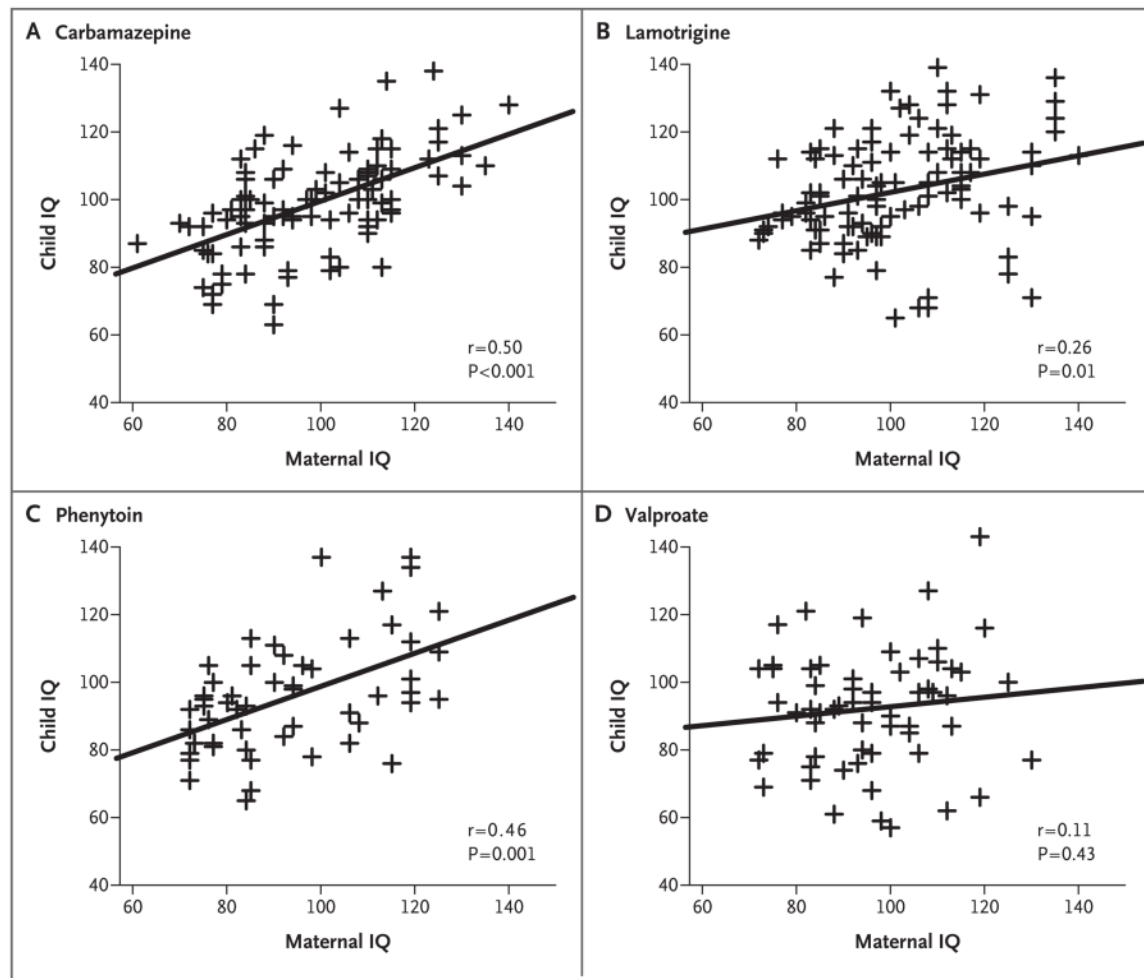 A Carbamazepine
140
120
100
80
60
40
Child IQ
r=0.50
P<0.001
60 80 100 120 140
Maternal IQ
B Lamotrigine
140
120
100
80
60
40
Child IQ
r=0.26
P=0.01
60 80 100 120 140
Maternal IQ
C Phenytoin
140
120
100
80
60
40
Child IQ
r=0.46
P=0.001
60 80 100 120 140
Maternal IQ
D Valproate
140
120
100
80
60
40
Child IQ
r=0.11
P=0.43
60 80 100 120 140
Maternal IQ